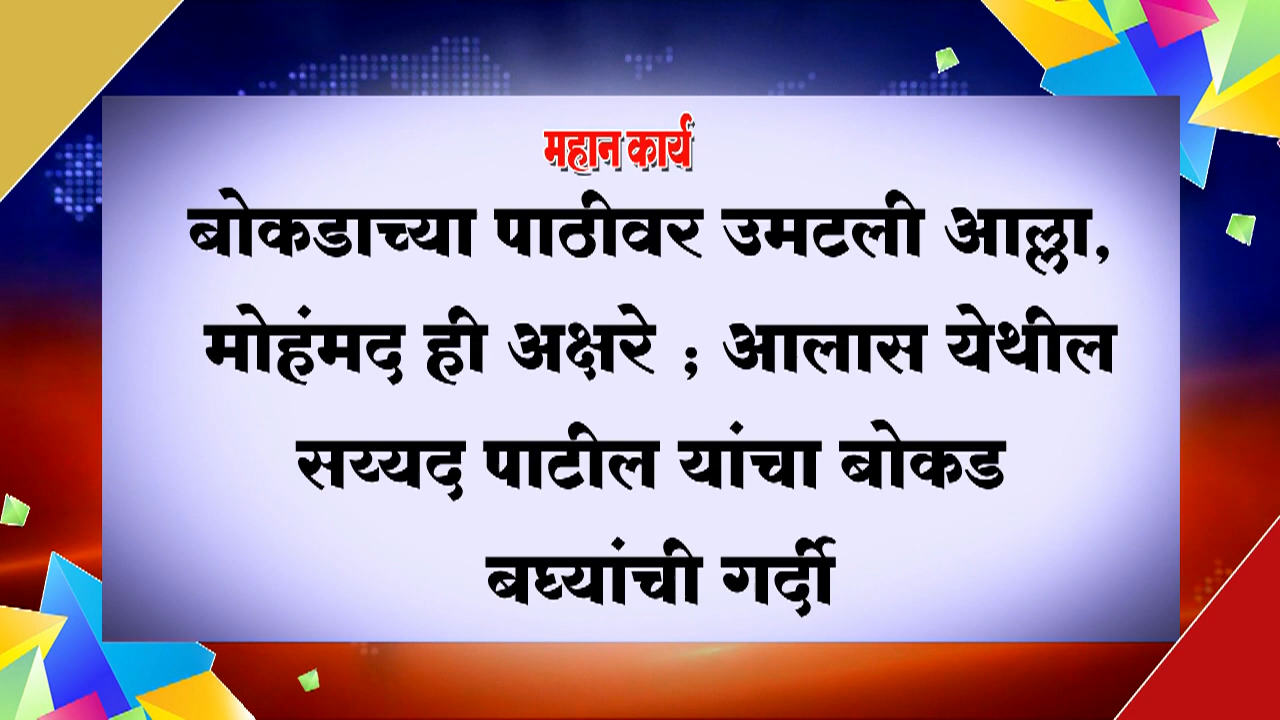 महान कार्य
बोकडाच्या पाठीवर उमटली आल्ला,
मोहंमद ही अक्षरे ; आलास येथील
सय्यद पाटील यांचा बोकड
बघ्यांची गर्दी